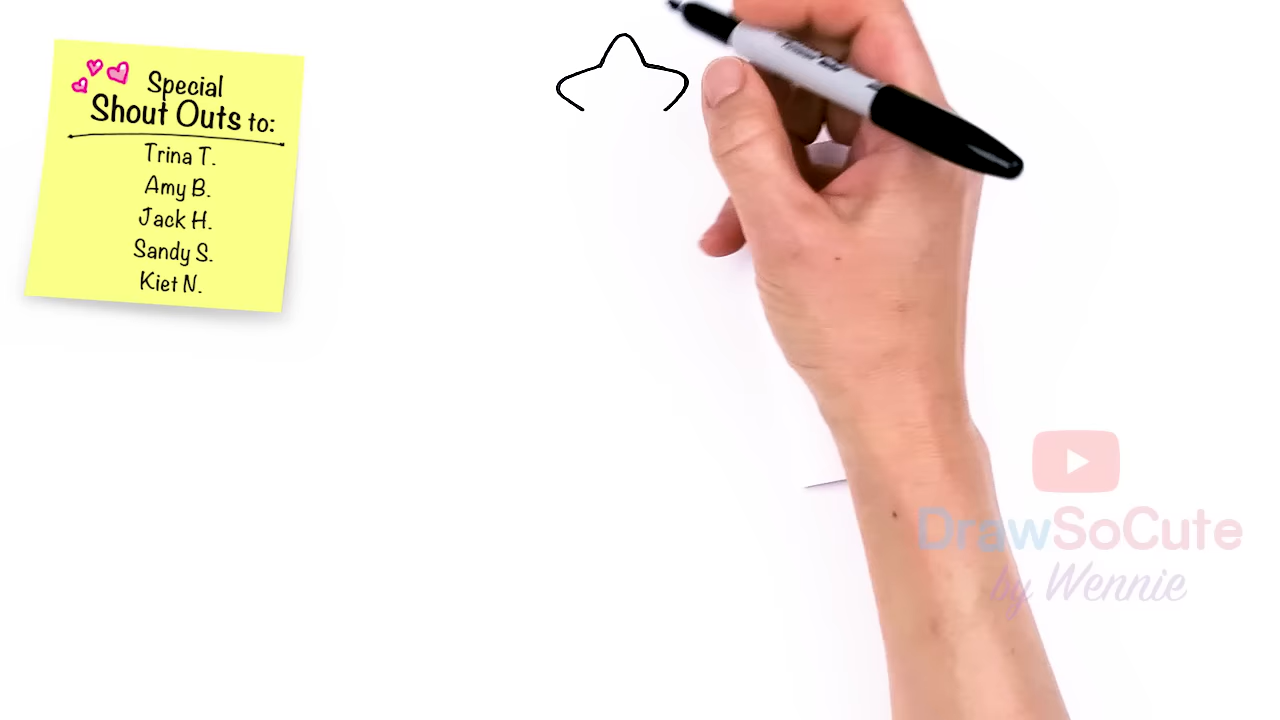 Special
Shout Outs to:
Trina T.
Amy B.
Jack H.
Sandy S.
Kiet N.
DrawSoCute
by Wennie